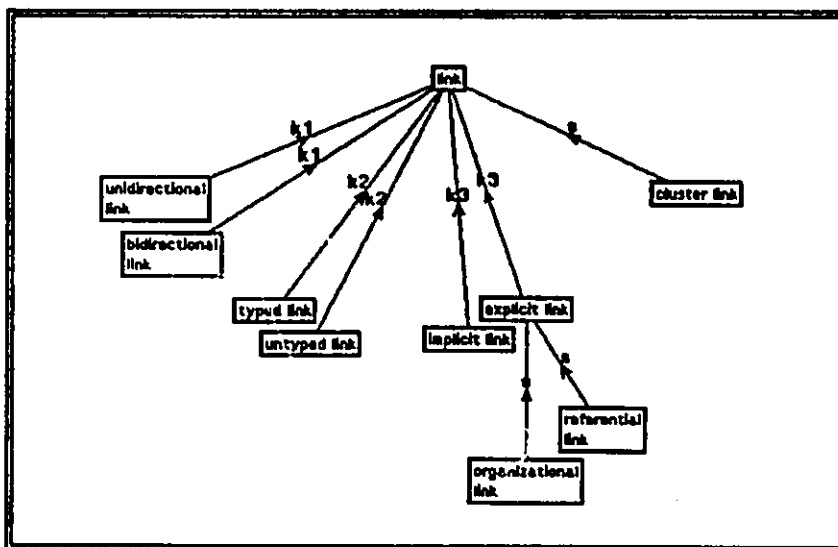 link
k1
k1
k2
k2
k3
k3
unidirectional
link
bidirectional
link
cluster link
typed link
untyped link
implicit link
explicit link
referential
link
organizational
link